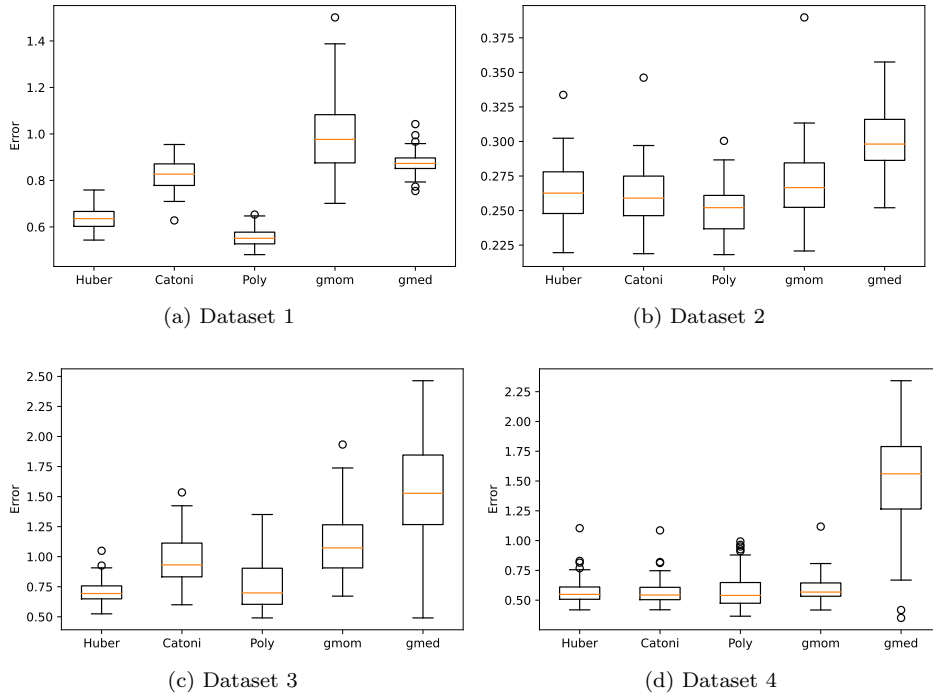 Error
1.4
1.2
1.0
0.8
0.6
Huber Catoni Poly gmom gmed
(a) Dataset 1
0.375
0.350
0.325
0.300
0.275
0.250
0.225
Huber Catoni Poly gmom gmed
(b) Dataset 2
Error
2.50
2.25
2.00
1.75
1.50
1.25
1.00
0.75
0.50
Huber Catoni Poly gmom gmed
(c) Dataset 3
Error
2.25
2.00
1.75
1.50
1.25
1.00
0.75
0.50
Huber Catoni Poly gmom gmed
(d) Dataset 4